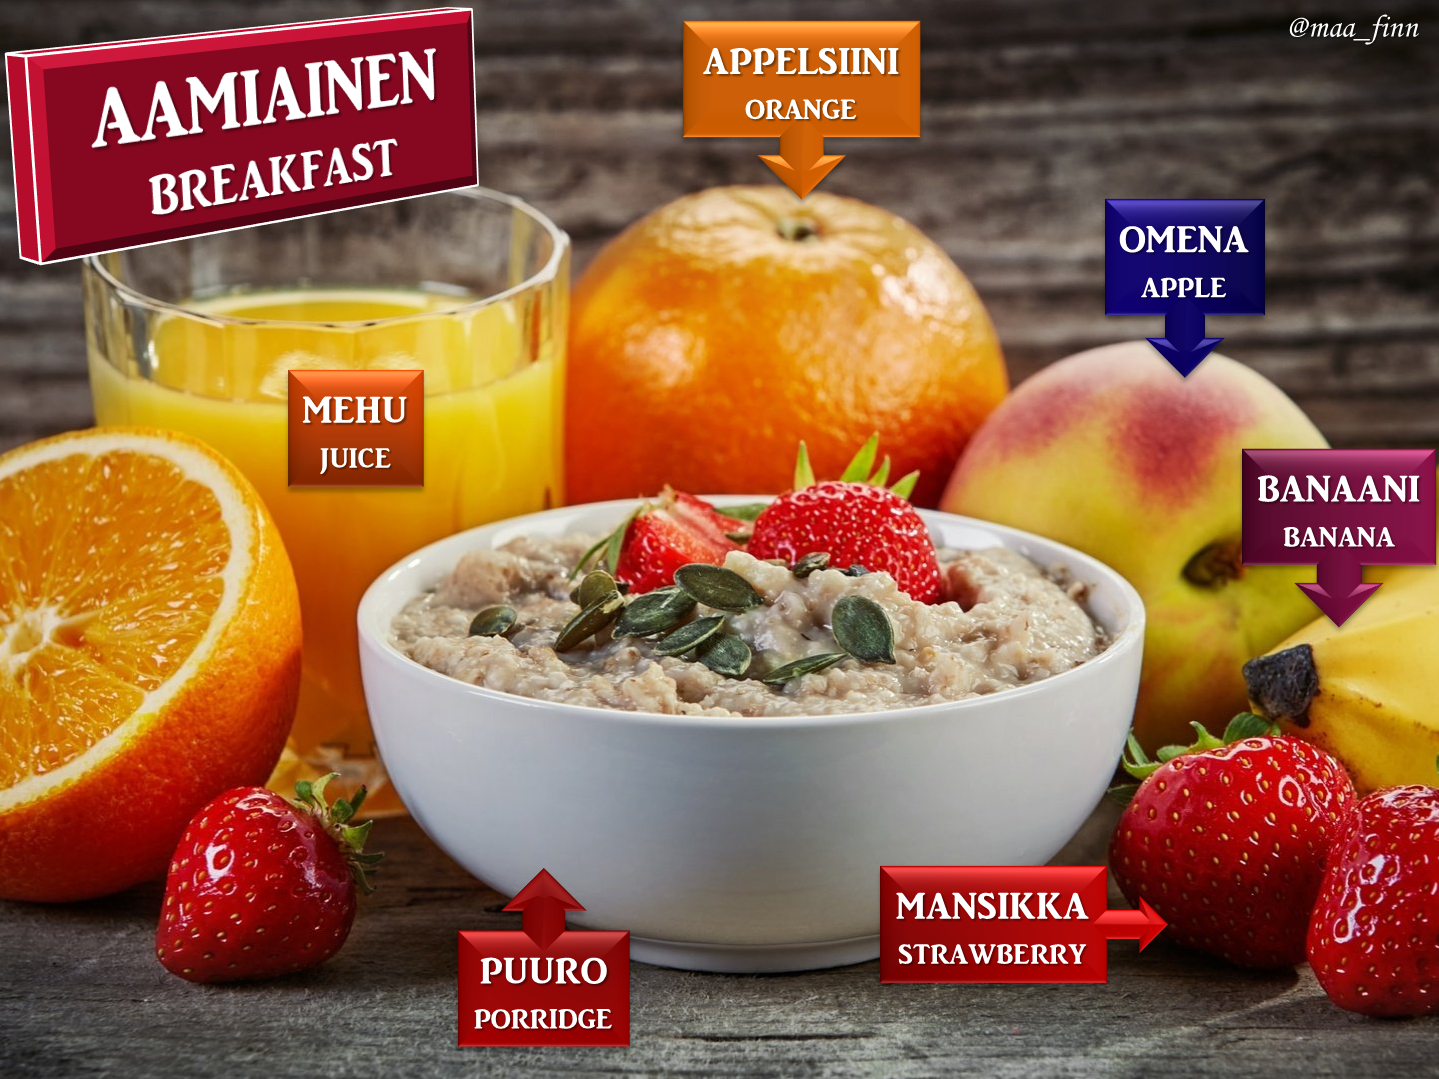 AAMIAINEN
BREAKFAST
@maa_finn
APPELSIINI
ORANGE
OMENA
APPLE
MEHU
JUICE
BANAANI
BANANA
MANSIKKA
STRAWBERRY
PUURO
PORRIDGE